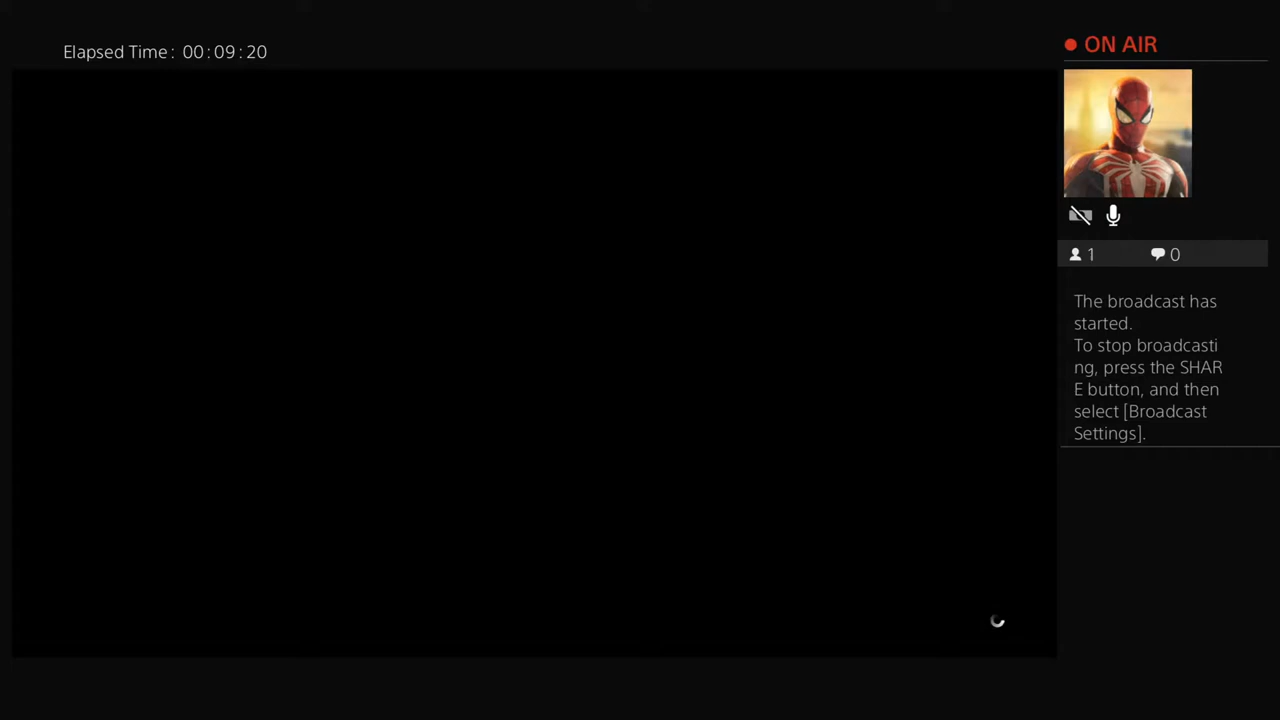 Elapsed Time: 00:09:20
ON AIR
1 0
The broadcast has
started.
To stop broadcasti
ng, press the SHAR
E button, and then
select [Broadcast
Settings].